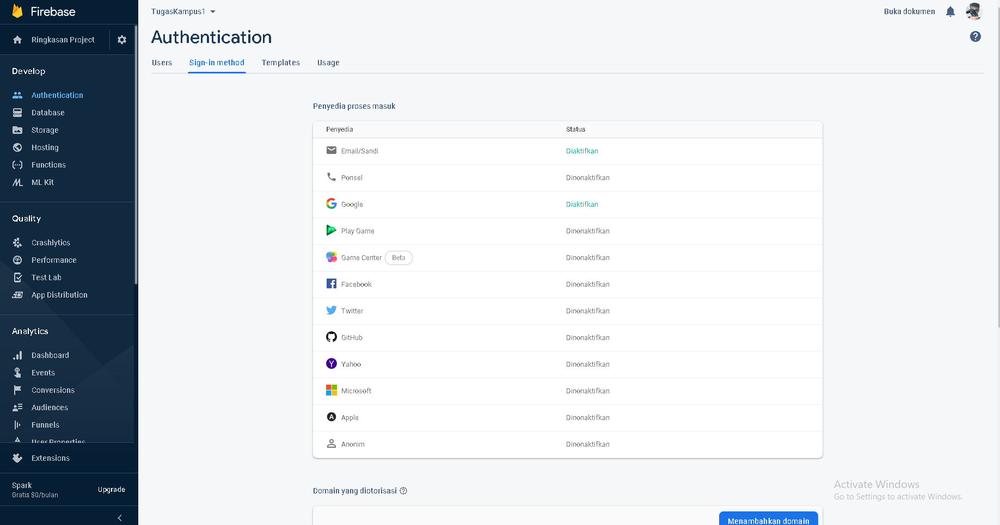 Firebase
TugasKampus1
Buka dokumen
Ringkasan Project
Authentication
Users Sign-in method Templates Usage
Develop
Authentication
Database
Storage
Hosting
Functions
ML Kit
Quality
Crashlytics
Performance
Test Lab
App Distribution
Analytics
Dashboard
Events
Conversions
Audiences
Funnels
User Properties
Extensions
Spark
Gratis $0/bulan
Upgrade
Penyedia proses masuk
Penyedia Status
Email/Sandi Diaktifkan
Ponsel Dinonaktifkan
Google Diaktifkan
Play Game Dinonaktifkan
Game Center Beta Dinonaktifkan
Facebook Dinonaktifkan
Twitter Dinonaktifkan
GitHub Dinonaktifkan
Yahoo Dinonaktifkan
Microsoft Dinonaktifkan
Apple Dinonaktifkan
Anonim Dinonaktifkan
Domain yang diotorisasi
Menambahkan domain
Activate Windows
Go to Settings to activate Windows.